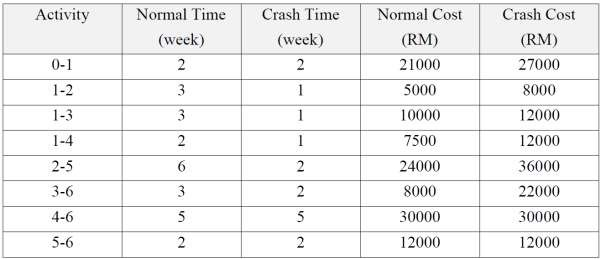 Activity Normal Time (week) Crash Time (week) Normal Cost (RM) Crash Cost (RM)
0-1 2 2 21000 27000
1-2 3 1 5000 8000
1-3 3 1 10000 12000
1-4 2 1 7500 12000
2-5 6 2 24000 36000
3-6 3 2 8000 22000
4-6 5 5 30000 30000
5-6 2 2 12000 12000